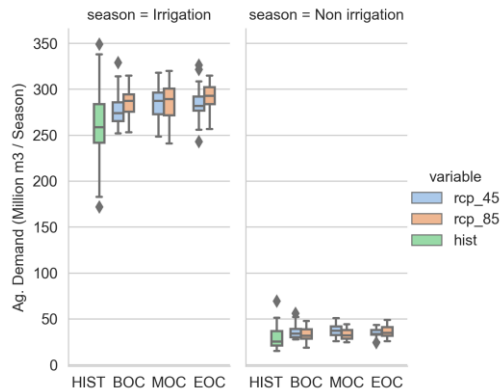 season = Irrigation
season = Non irrigation
Ag. Demand (Million m3 / Season)
350
300
250
200
150
100
50
0
HIST BOC MOC EOC
HIST BOC MOC EOC
variable
rcp_45
rcp_85
hist